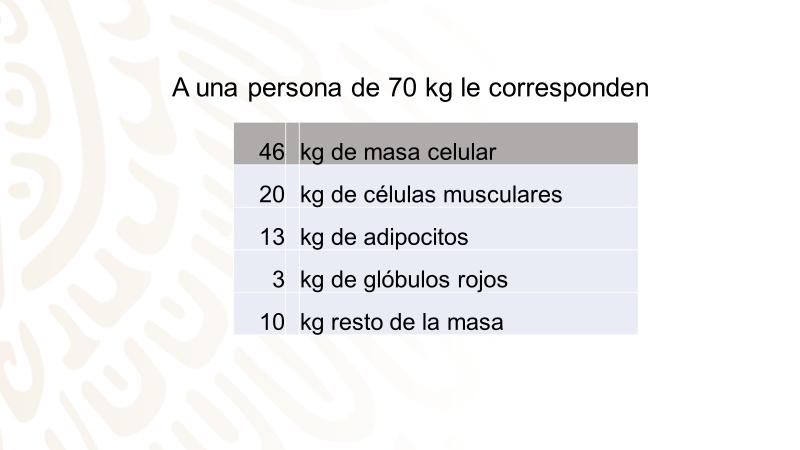 A una persona de 70 kg le corresponden
46 kg de masa celular
20 kg de células musculares
13 kg de adipocitos
3 kg de glóbulos rojos
10 kg resto de la masa